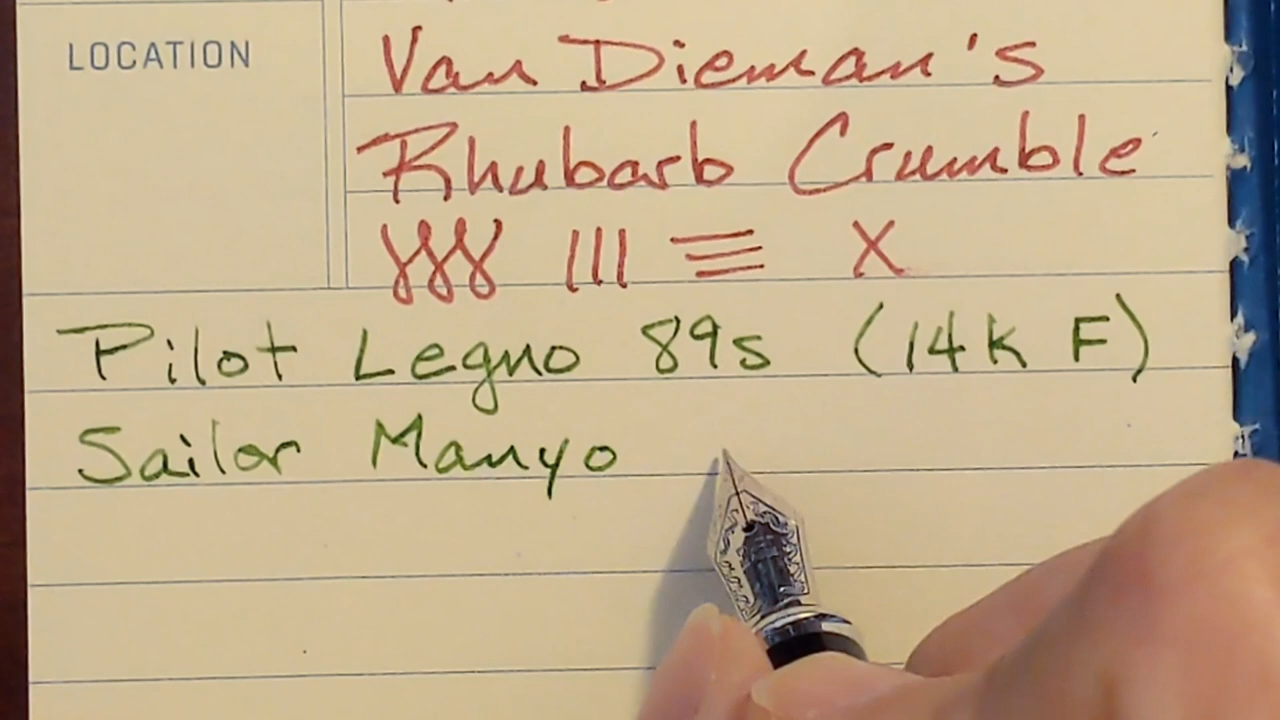 LOCATION
Van Dieman's
Rhubarb Crumble
X
Pilot Legno 89s (14k F)
Sailor Manyo